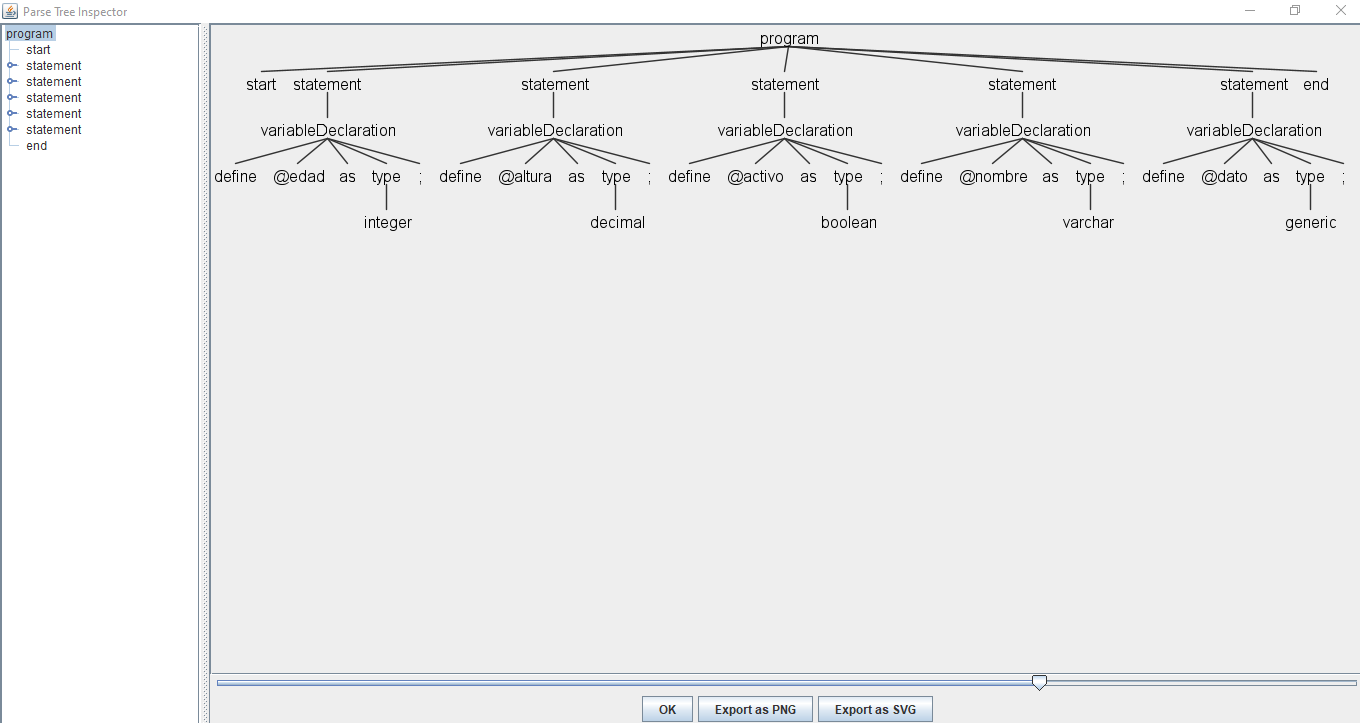 Parse Tree Inspector
program
start
statement
statement
statement
statement
statement
end
program
start statement statement statement statement statement end
variableDeclaration variableDeclaration variableDeclaration variableDeclaration variableDeclaration
define @edad as type ; define @altura as type ; define @activo as type ; define @nombre as type ; define @dato as type ;
integer decimal boolean varchar generic
OK Export as PNG Export as SVG